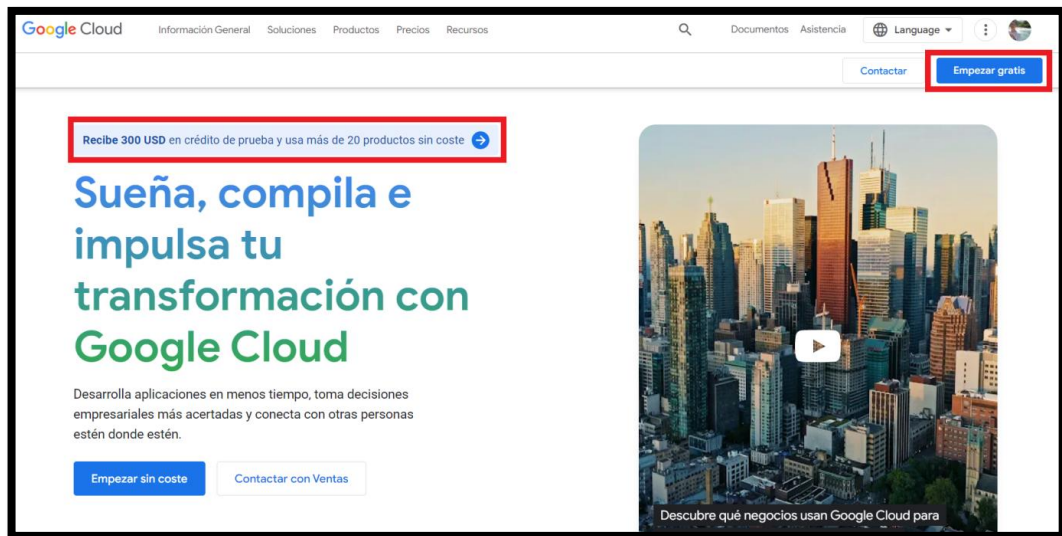 Google Cloud Información General Soluciones Productos Precios Recursos Documentos Asistencia Language
Contactar Empezar gratis
Recibe 300 USD en crédito de prueba y usa más de 20 productos sin coste
Sueña, compila e
impulsa tu
transformación con
Google Cloud
Desarrolla aplicaciones en menos tiempo, toma decisiones
empresariales más acertadas y conecta con otras personas
estén donde estén.
Empezar sin coste Contactar con Ventas
Descubre qué negocios usan Google Cloud para